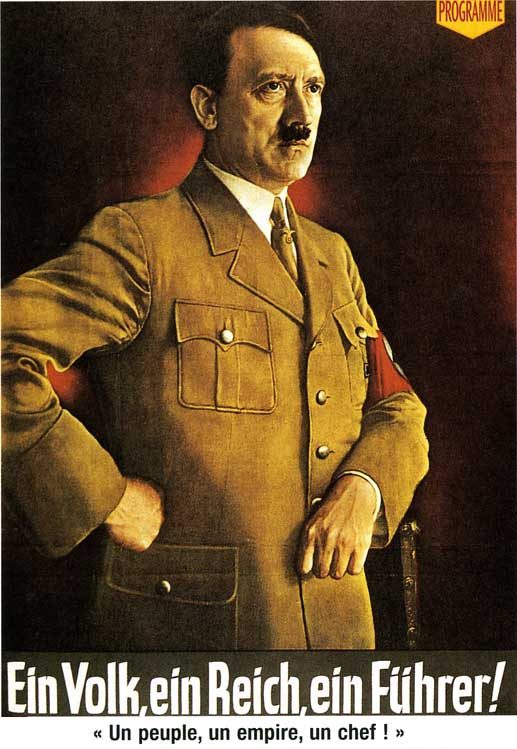 PROGRAMME
Ein Volk, ein Reich, ein Führer!
« Un peuple, un empire, un chef ! »